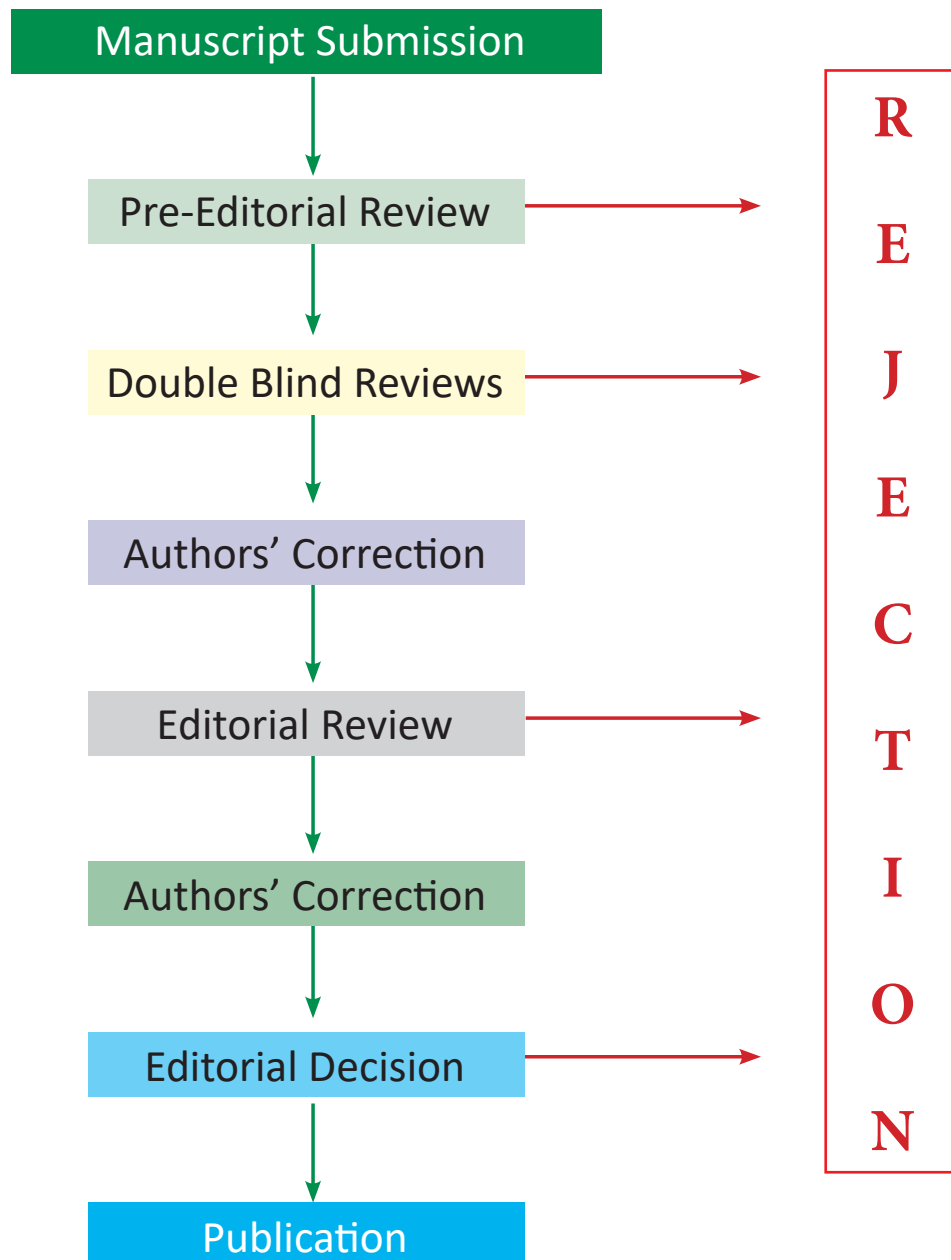 Manuscript Submission
Pre-Editorial Review
Double Blind Reviews
Authors’ Correction
Editorial Review
Authors’ Correction
Editorial Decision
Publication
R
E
J
E
C
T
I
O
N